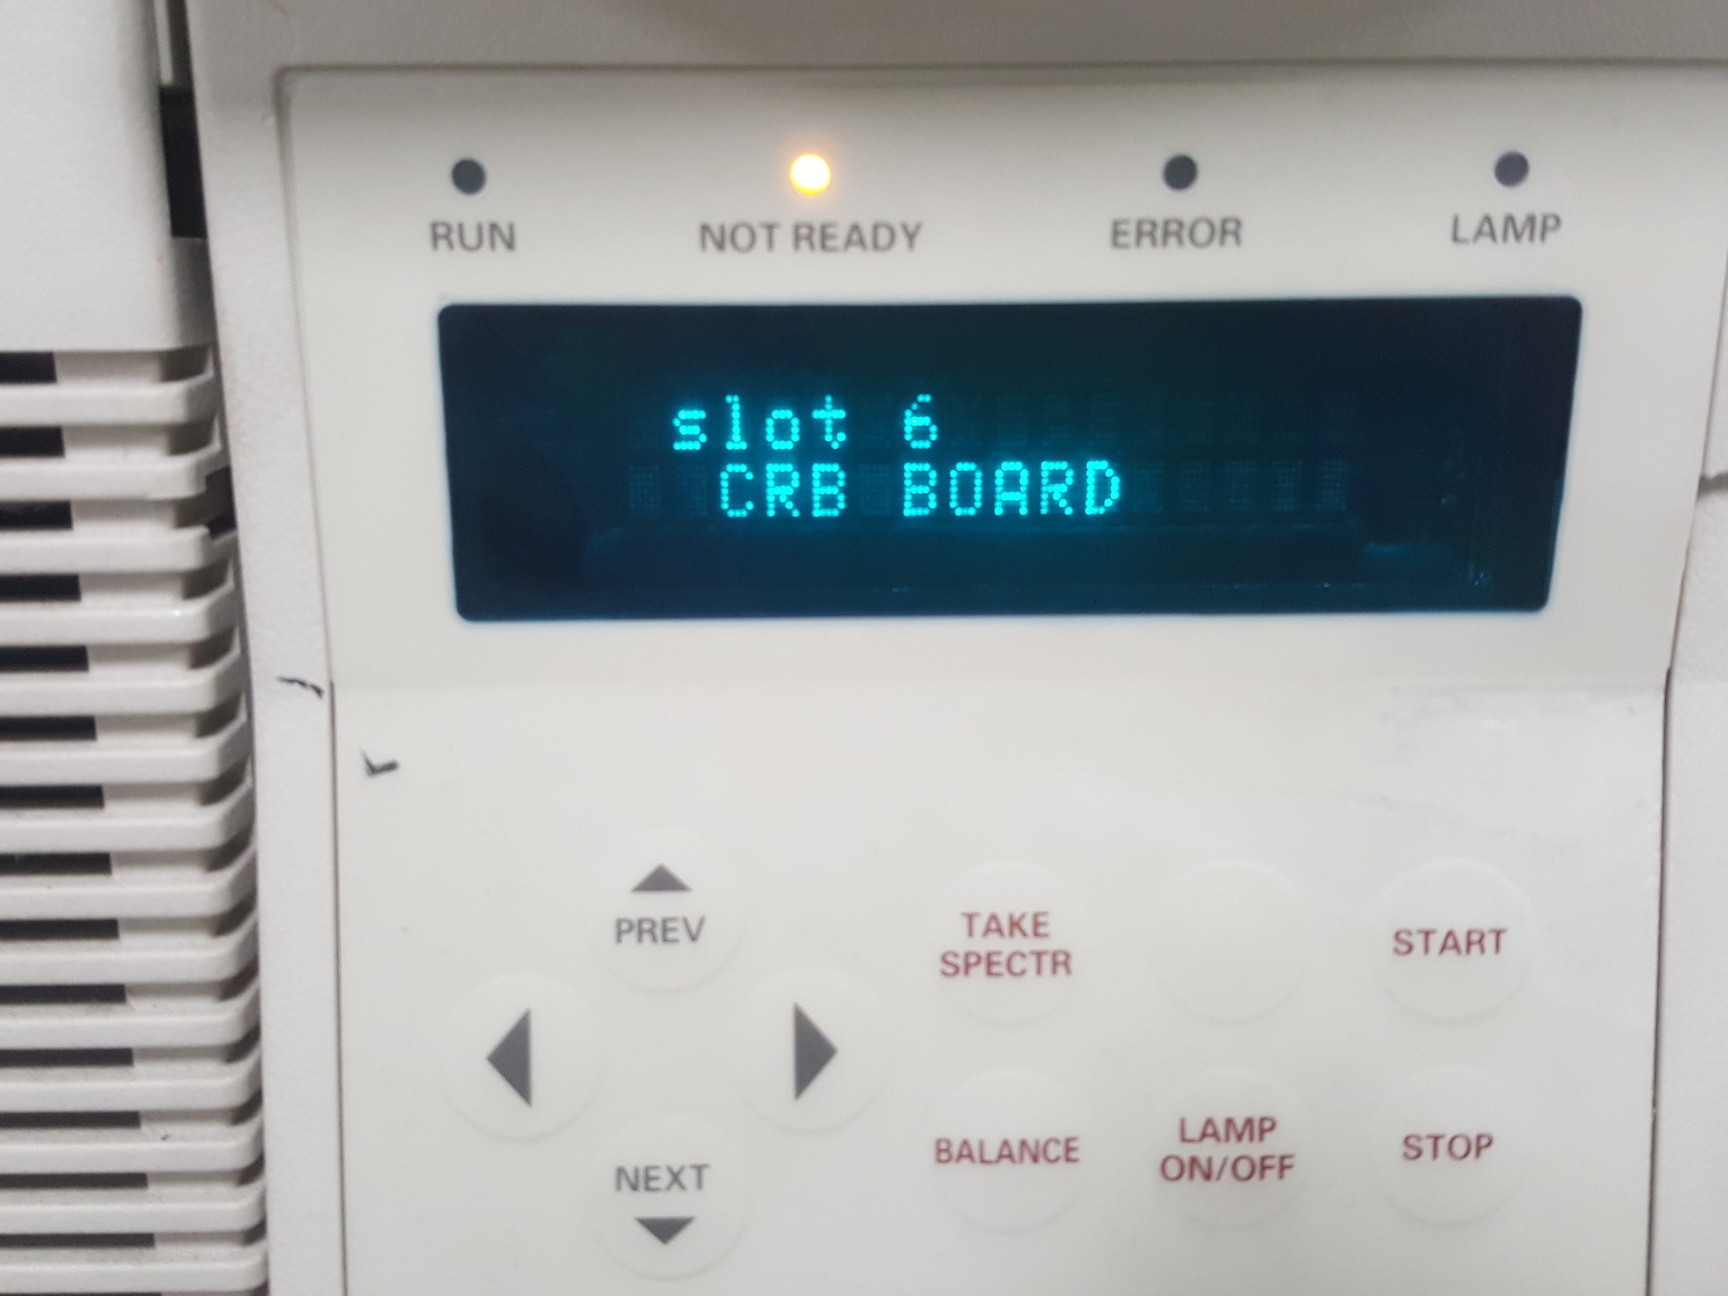 RUN
NOT READY
ERROR
LAMP
slot 6
CRB BOARD
PREV
TAKE
SPECTR
START
BALANCE
LAMP
ON/OFF
STOP
NEXT